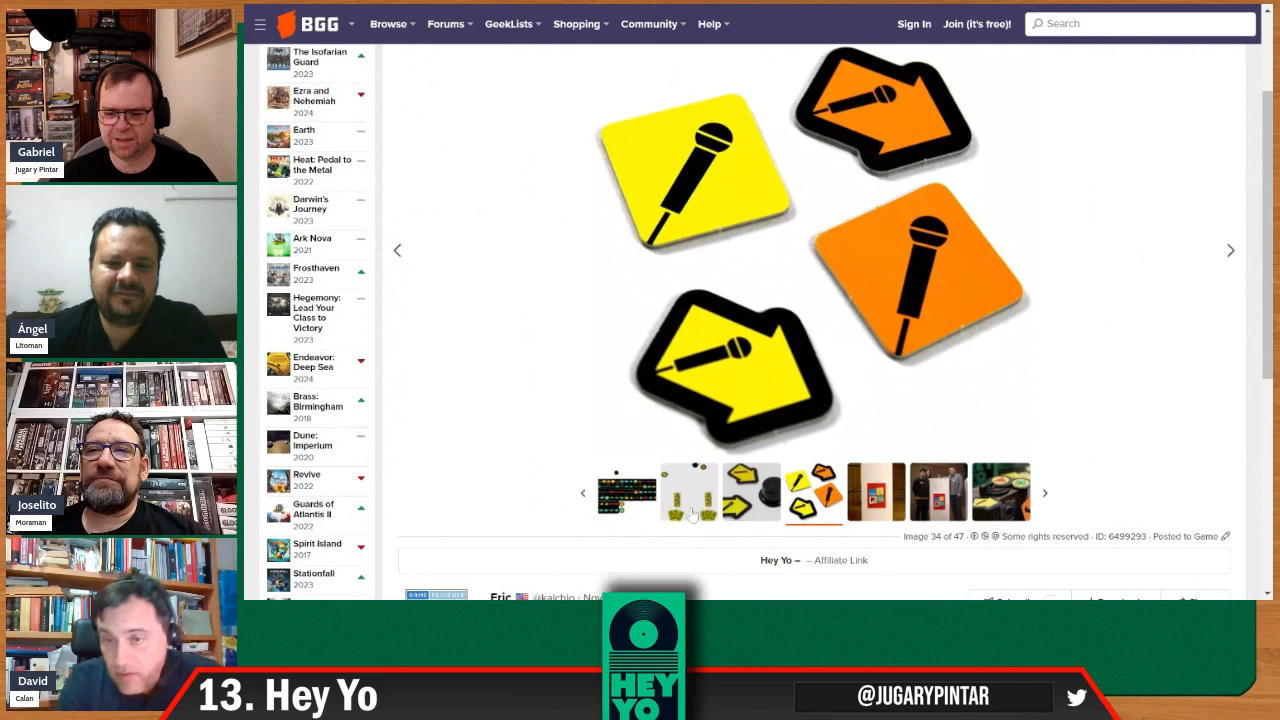 BGG
Browse
Forums
GeekLists
Shopping
Community
Help
Sign In
Join (it's free)!
Search
Gabriel
Jugar y Pintar
Ángel
Litoman
Joselito
Moraman
David
Calan
The Isofarian
Guard
2023
Ezra and
Nehemiah
2024
Earth
2023
Heat: Pedal to
the Metal
2022
Darwin's
Journey
2023
Ark Nova
2021
Frosthaven
2023
Hegemony:
Lead Your
Class to
Victory
2023
Endeavor:
Deep Sea
2024
Brass:
Birmingham
2018
Dune:
Imperium
2020
Revive
2022
Guards of
Atlantis II
2022
Spirit Island
2017
Stationfall
2023
Image 34 of 47 · Some rights reserved · ID: 6499293 · Posted to Game
Hey Yo – – Affiliate Link
GAME REVIEWER
Eric @kalchio · Nov
HEY
YO
13. Hey Yo
@JUGARYPINTAR